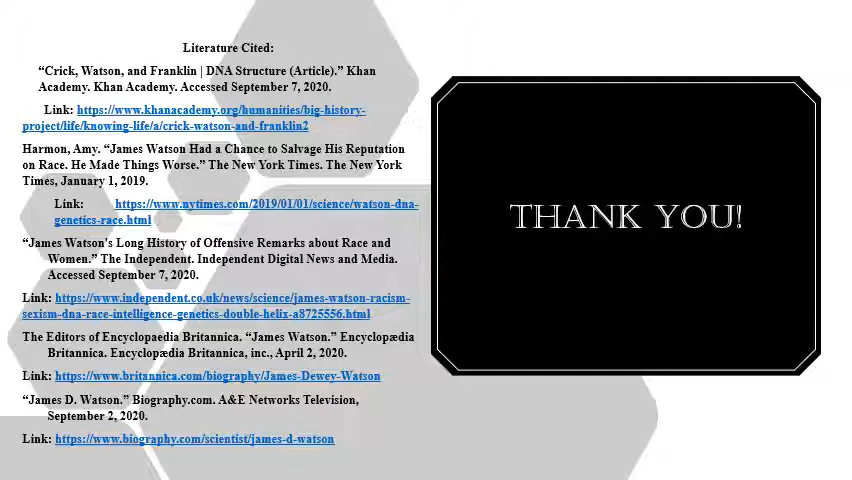 Literature Cited:
“Crick, Watson, and Franklin | DNA Structure (Article).” Khan
Academy. Khan Academy. Accessed September 7, 2020.
Link: https://www.khanacademy.org/humanities/big-history-
project/life/knowing-life/a/crick-watson-and-franklin2
Harmon, Amy. “James Watson Had a Chance to Salvage His Reputation
on Race. He Made Things Worse.” The New York Times. The New York
Times, January 1, 2019.
Link: https://www.nytimes.com/2019/01/01/science/watson-dna-
genetics-race.html
“James Watson's Long History of Offensive Remarks about Race and
Women.” The Independent. Independent Digital News and Media.
Accessed September 7, 2020.
Link: https://www.independent.co.uk/news/science/james-watson-racism-
sexism-dna-race-intelligence-genetics-double-helix-a8725556.html
The Editors of Encyclopaedia Britannica. “James Watson.” Encyclopædia
Britannica. Encyclopædia Britannica, inc., April 2, 2020.
Link: https://www.britannica.com/biography/James-Dewey-Watson
“James D. Watson.” Biography.com. A&E Networks Television,
September 2, 2020.
Link: https://www.biography.com/scientist/james-d-watson
THANK YOU!